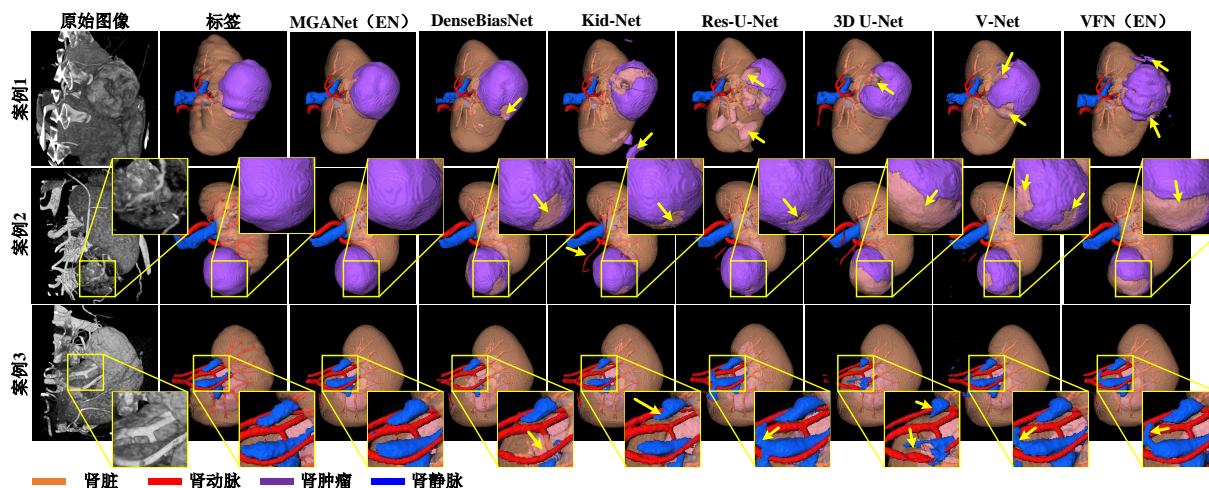 原始图像 标签 MGANet（EN） DenseBiasNet Kid-Net Res-U-Net 3D U-Net V-Net VFN（EN）
案例1
案例2
案例3
肾脏 肾动脉 肾肿瘤 肾静脉